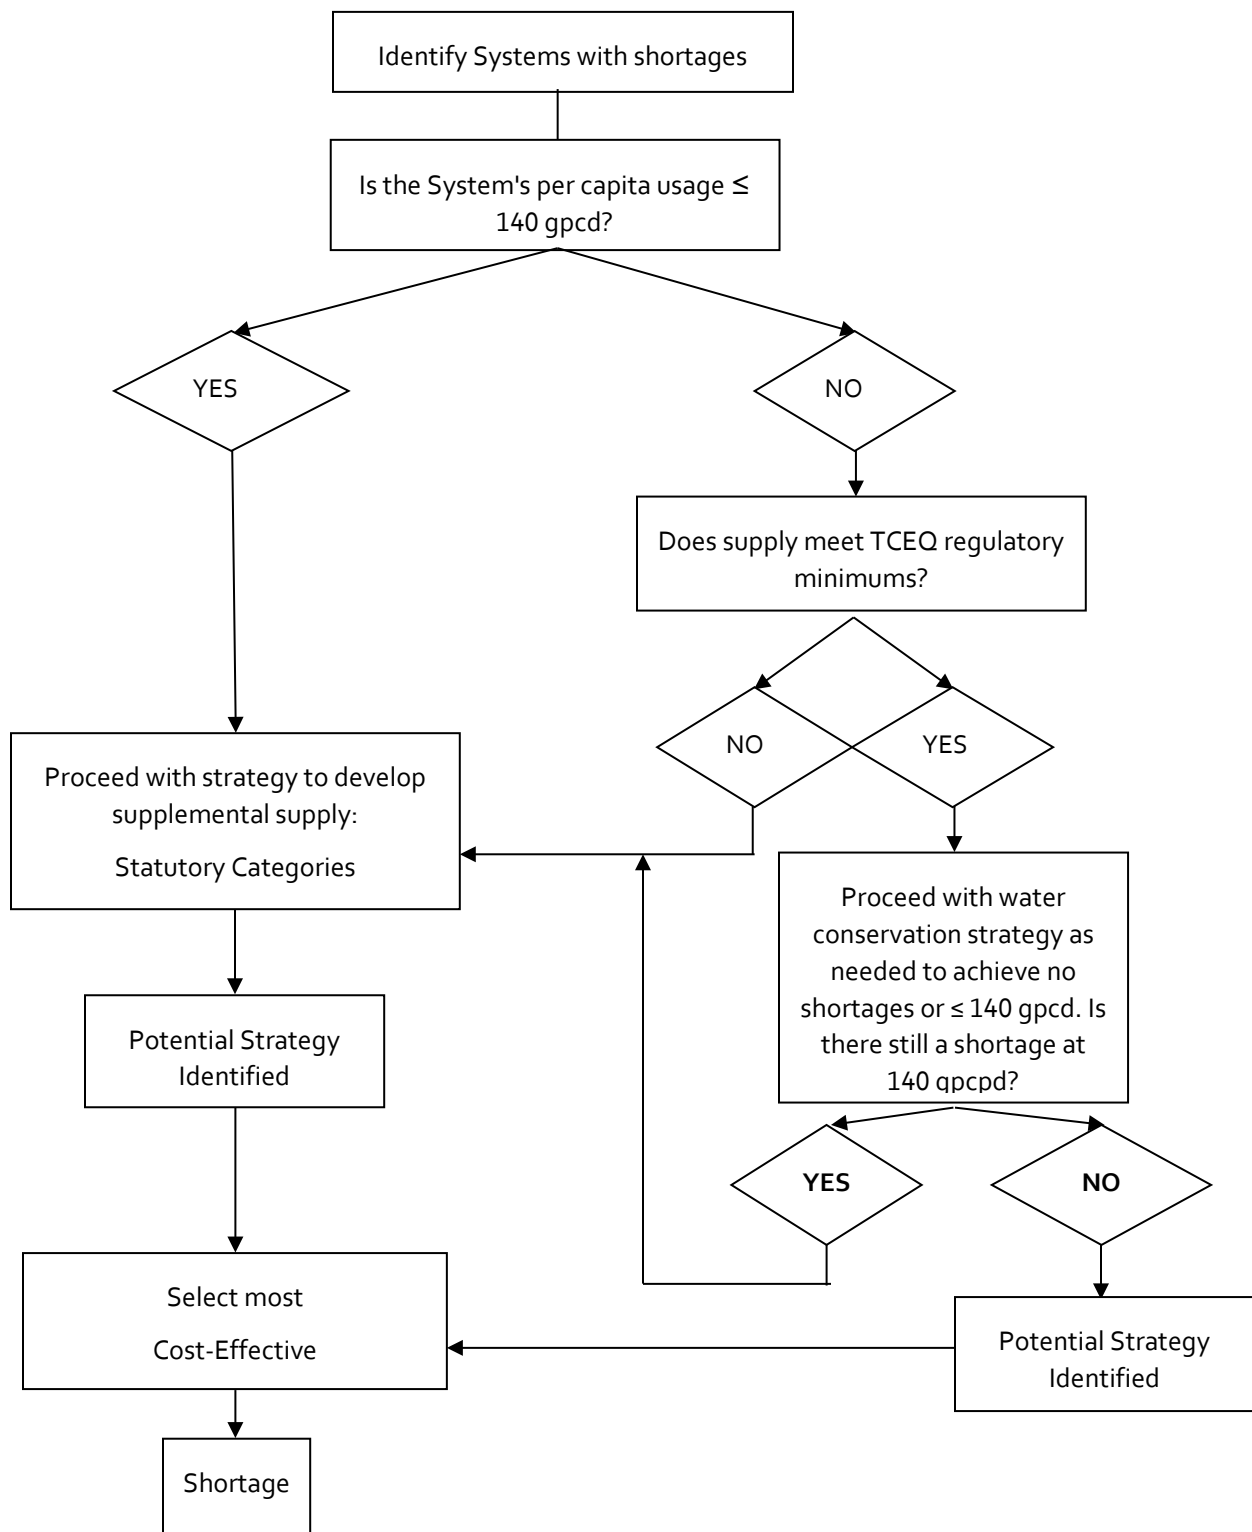 Identify Systems with shortages
Is the System's per capita usage ≤
140 gpcd?
YES
NO
Does supply meet TCEQ regulatory
minimums?
NO
YES
Proceed with strategy to develop
supplemental supply:
Statutory Categories
Proceed with water
conservation strategy as
needed to achieve no
shortages or ≤ 140 gpcd. Is
there still a shortage at
140 gpcpd?
Potential Strategy
Identified
YES
NO
Select most
Cost-Effective
Potential Strategy
Identified
Shortage